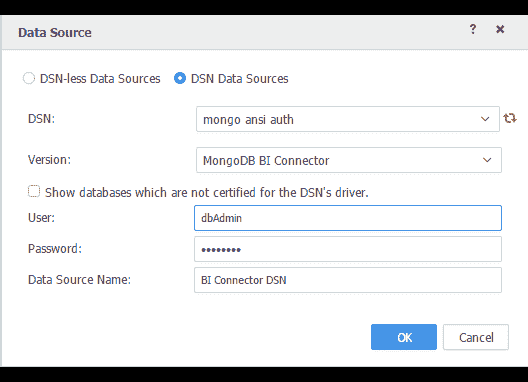 Data Source ?
DSN-less Data Sources DSN Data Sources
DSN: mongo ansi auth
Version: MongoDB BI Connector
Show databases which are not certified for the DSN's driver.
User: dbAdmin
Password: ••••••••
Data Source Name: BI Connector DSN
OK Cancel